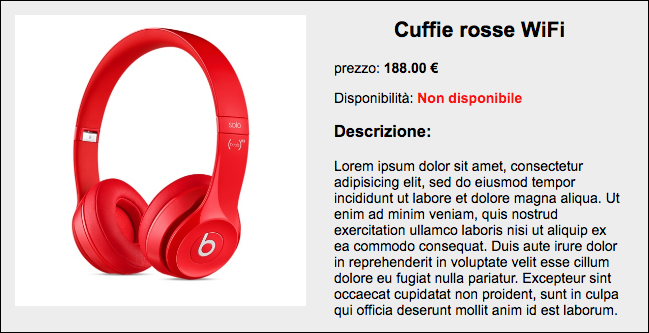 Cuffie rosse WiFi
prezzo: 188.00 €
Disponibilità: Non disponibile
Descrizione:
Lorem ipsum dolor sit amet, consectetur
adipisicing elit, sed do eiusmod tempor
incididunt ut labore et dolore magna aliqua. Ut
enim ad minim veniam, quis nostrud
exercitation ullamco laboris nisi ut aliquip ex
ea commodo consequat. Duis aute irure dolor
in reprehenderit in voluptate velit esse cillum
dolore eu fugiat nulla pariatur. Excepteur sint
occaecat cupidatat non proident, sunt in culpa
qui officia deserunt mollit anim id est laborum.
solo
b